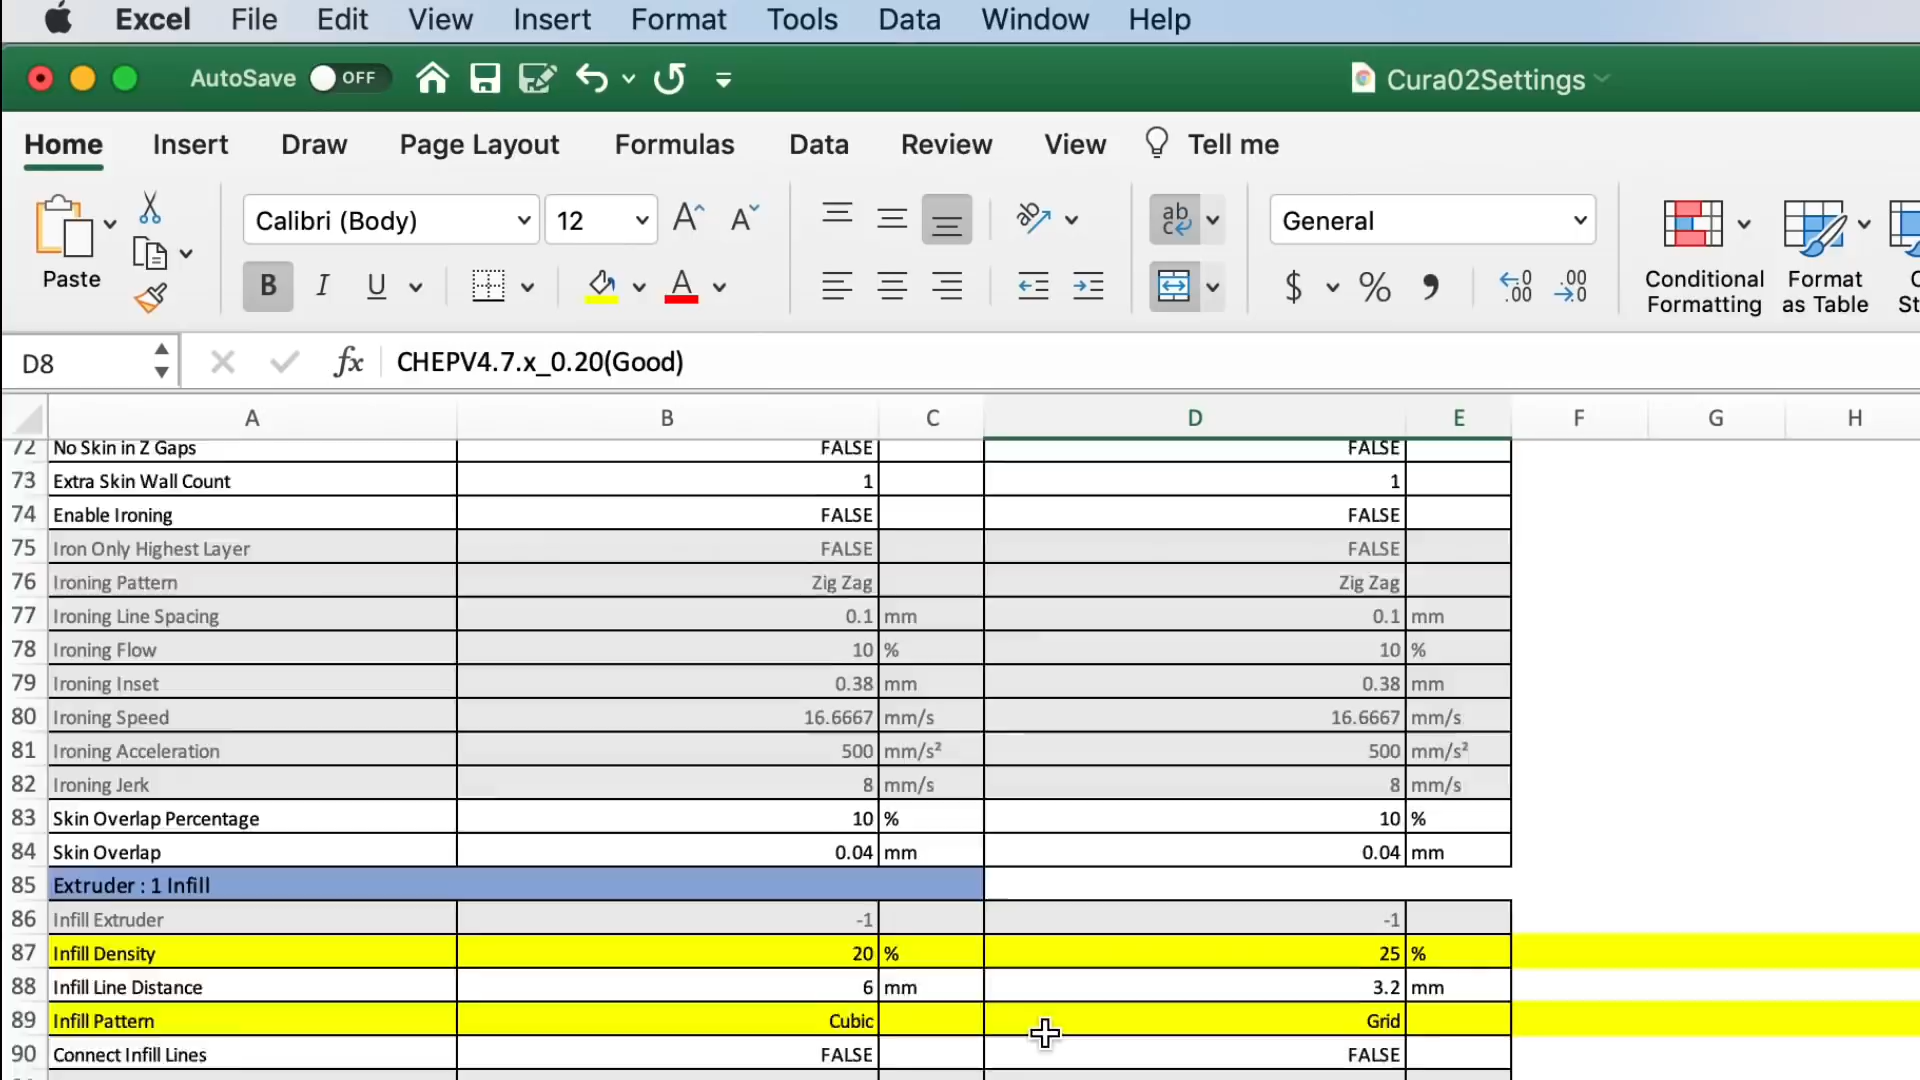 Excel File Edit View Insert Format Tools Data Window Help
AutoSave OFF Cura02Settings
Home Insert Draw Page Layout Formulas Data Review View Tell me
Paste
Calibri (Body) 12
General
B I U A
$ %
Conditional Formatting
Format as Table
D8 fx CHEPV4.7.x_0.20(Good)
A B C D E F G H
72 No Skin in Z Gaps FALSE FALSE
73 Extra Skin Wall Count 1 1
74 Enable Ironing FALSE FALSE
75 Iron Only Highest Layer FALSE FALSE
76 Ironing Pattern Zig Zag Zig Zag
77 Ironing Line Spacing 0.1 mm 0.1 mm
78 Ironing Flow 10 % 10 %
79 Ironing Inset 0.38 mm 0.38 mm
80 Ironing Speed 16.6667 mm/s 16.6667 mm/s
81 Ironing Acceleration 500 mm/s² 500 mm/s²
82 Ironing Jerk 8 mm/s 8 mm/s
83 Skin Overlap Percentage 10 % 10 %
84 Skin Overlap 0.04 mm 0.04 mm
85 Extruder : 1 Infill
86 Infill Extruder -1 -1
87 Infill Density 20 % 25 %
88 Infill Line Distance 6 mm 3.2 mm
89 Infill Pattern Cubic Grid
90 Connect Infill Lines FALSE FALSE